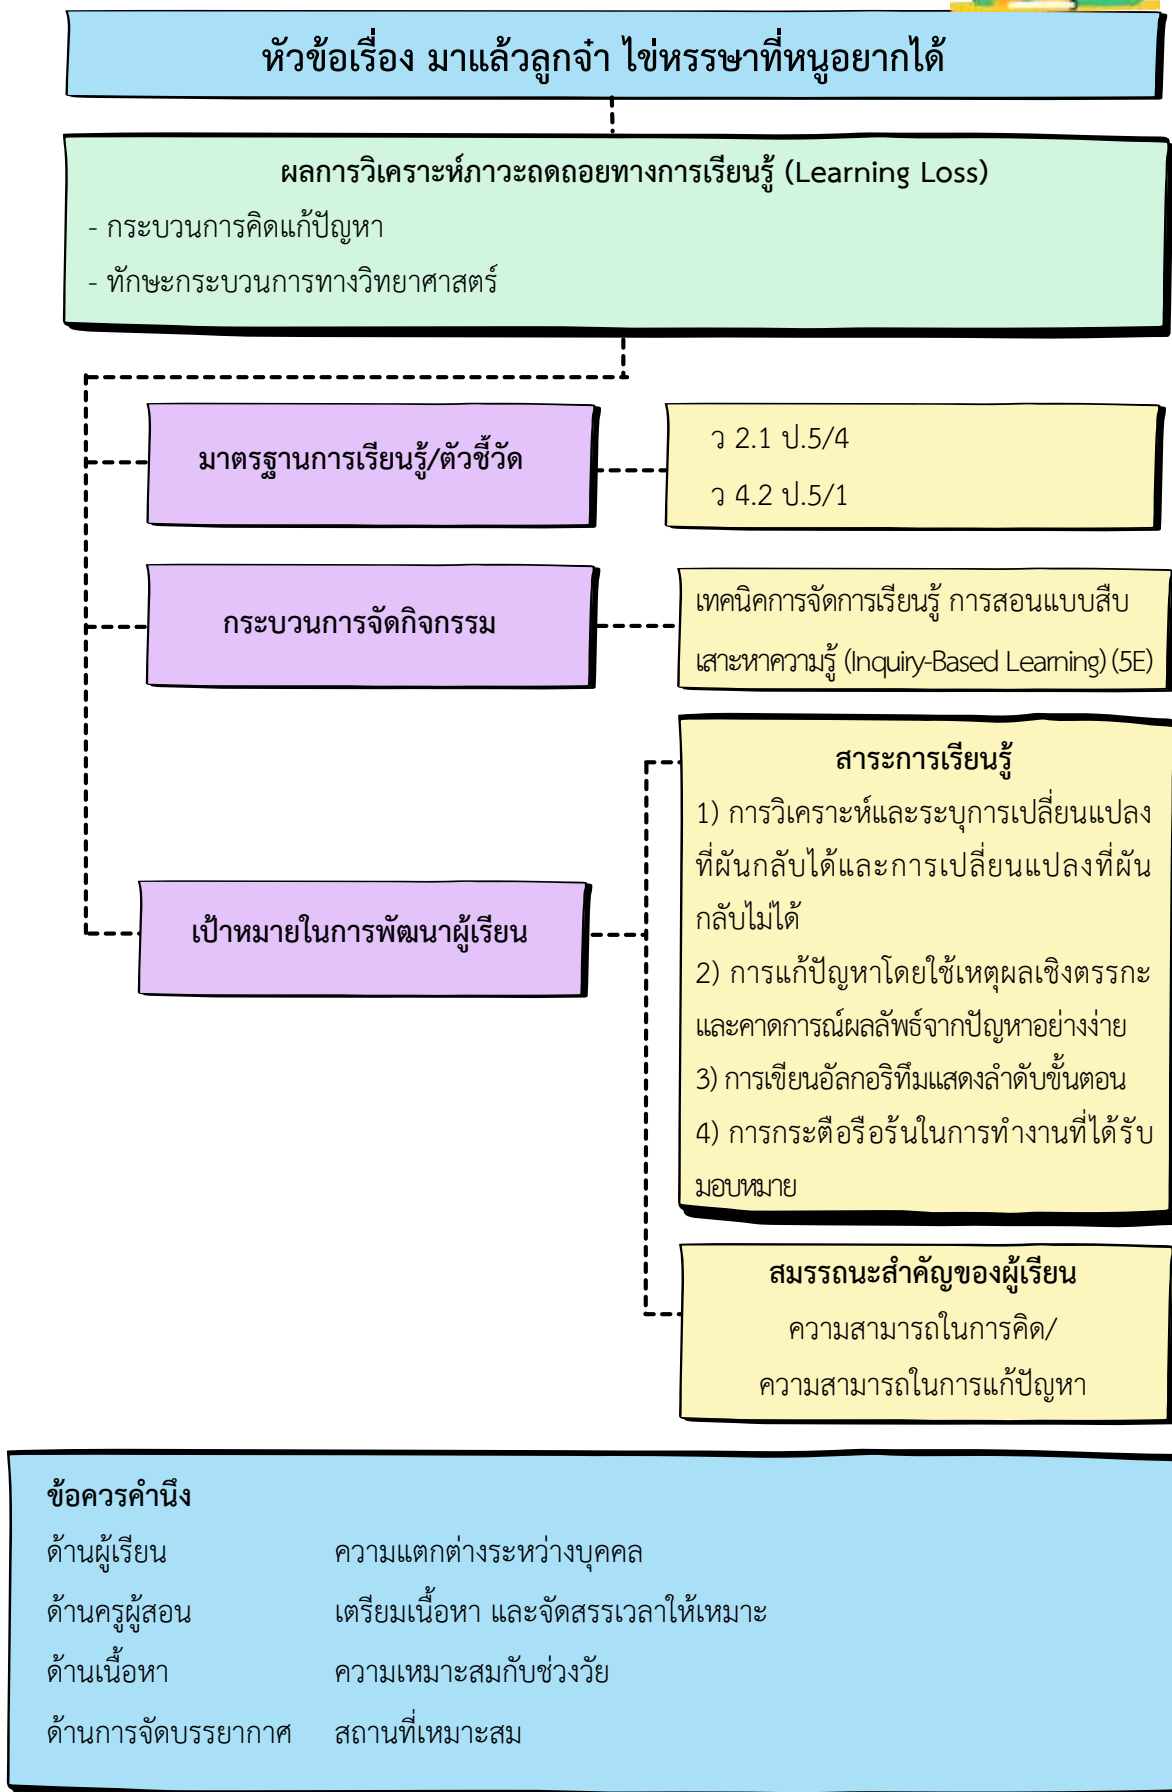 หัวข้อเรื่อง มาแล้วลูกจ๋า ไข่หรรษาที่หนูอยากได้
ผลการวิเคราะห์ภาวะถดถอยทางการเรียนรู้ (Learning Loss)
- กระบวนการคิดแก้ปัญหา
- ทักษะกระบวนการทางวิทยาศาสตร์
มาตรฐานการเรียนรู้/ตัวชี้วัด
ว 2.1 ป.5/4
ว 4.2 ป.5/1
กระบวนการจัดกิจกรรม
เทคนิคการจัดการเรียนรู้ การสอนแบบสืบ
เสาะหาความรู้ (Inquiry-Based Learning) (5E)
เป้าหมายในการพัฒนาผู้เรียน
สาระการเรียนรู้
1) การวิเคราะห์และระบุการเปลี่ยนแปลง
ที่ผันกลับได้และการเปลี่ยนแปลงที่ผัน
กลับไม่ได้
2) การแก้ปัญหาโดยใช้เหตุผลเชิงตรรกะ
และคาดการณ์ผลลัพธ์จากปัญหาอย่างง่าย
3) การเขียนอัลกอริทึมแสดงลำดับขั้นตอน
4) การกระตือรือร้นในการทำงานที่ได้รับ
มอบหมาย
สมรรถนะสำคัญของผู้เรียน
ความสามารถในการคิด/
ความสามารถในการแก้ปัญหา
ข้อควรคำนึง
ด้านผู้เรียน ความแตกต่างระหว่างบุคคล
ด้านครูผู้สอน เตรียมเนื้อหา และจัดสรรเวลาให้เหมาะ
ด้านเนื้อหา ความเหมาะสมกับช่วงวัย
ด้านการจัดบรรยากาศ สถานที่เหมาะสม